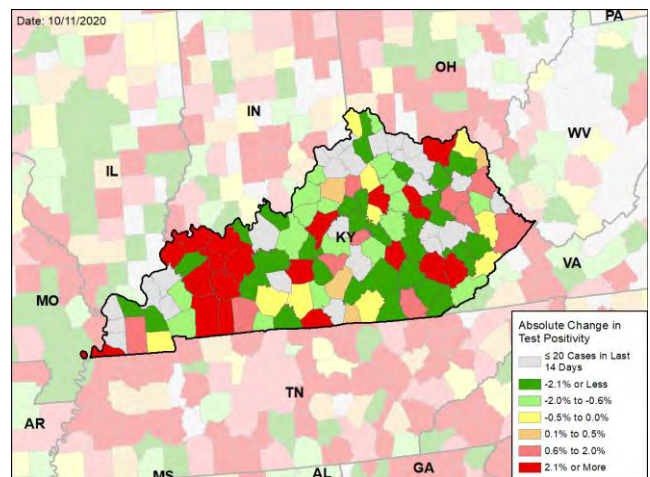 Date: 10/11/2020
PA
OH
IN
WV
IL
KY
MO
VA
Absolute Change in
Test Positivity
≤ 20 Cases in Last
14 Days
-2.1% or Less
-2.0% to -0.6%
-0.5% to 0.0%
0.1% to 0.5%
0.6% to 2.0%
2.1% or More
TN
AR
MS
AL
GA